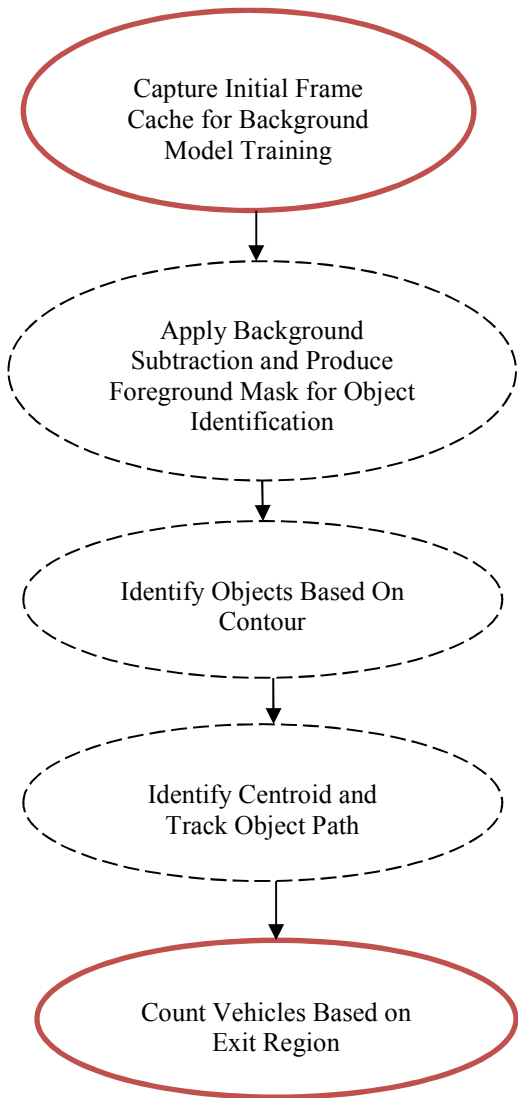 Capture Initial Frame
Cache for Background
Model Training
Apply Background
Subtraction and Produce
Foreground Mask for Object
Identification
Identify Objects Based On
Contour
Identify Centroid and
Track Object Path
Count Vehicles Based on
Exit Region